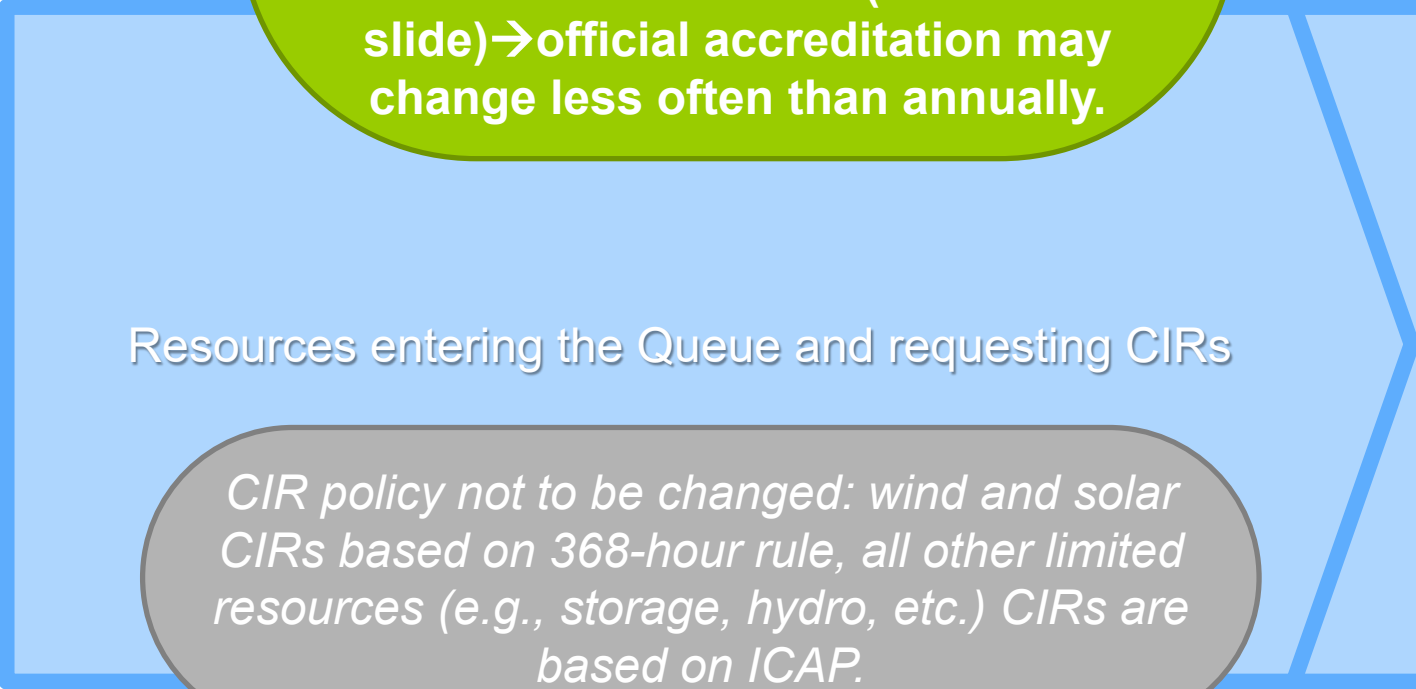 slide)→official accreditation may
change less often than annually.
Resources entering the Queue and requesting CIRs
CIR policy not to be changed: wind and solar
CIRs based on 368-hour rule, all other limited
resources (e.g., storage, hydro, etc.) CIRs are
based on ICAP.